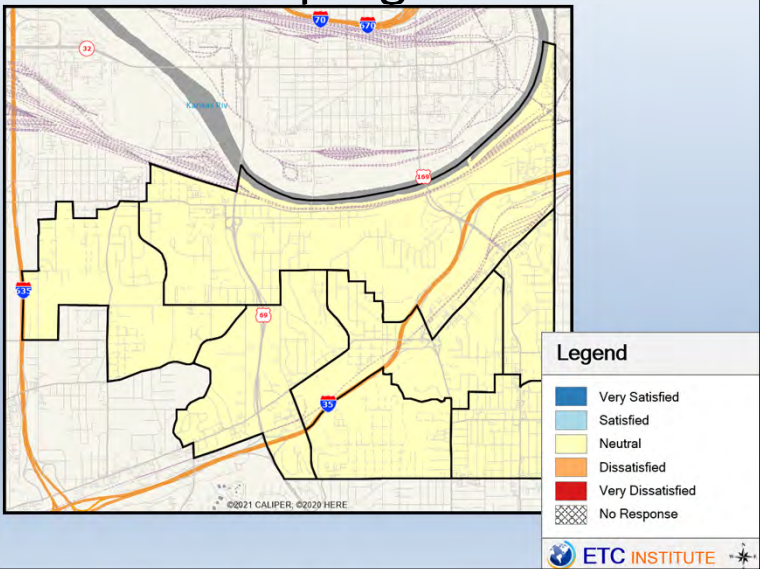 70
670
32
Kansas Riv
169
635
69
35
©2021 CALIPER, ©2020 HERE
Legend
Very Satisfied
Satisfied
Neutral
Dissatisfied
Very Dissatisfied
No Response
ETC INSTITUTE